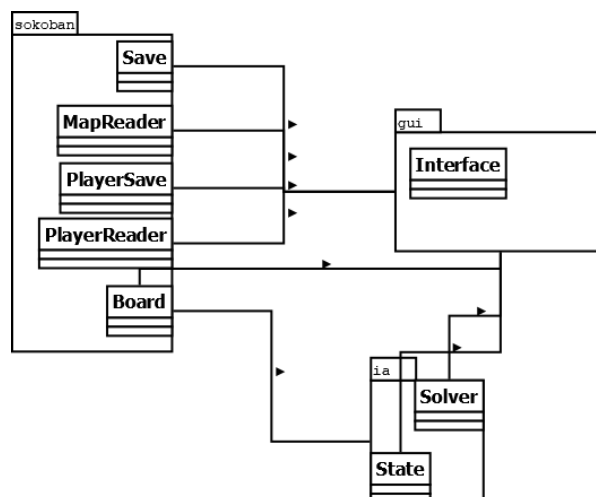 sokoban
Save
MapReader
gui
Interface
PlayerSave
PlayerReader
Board
ia
Solver
State